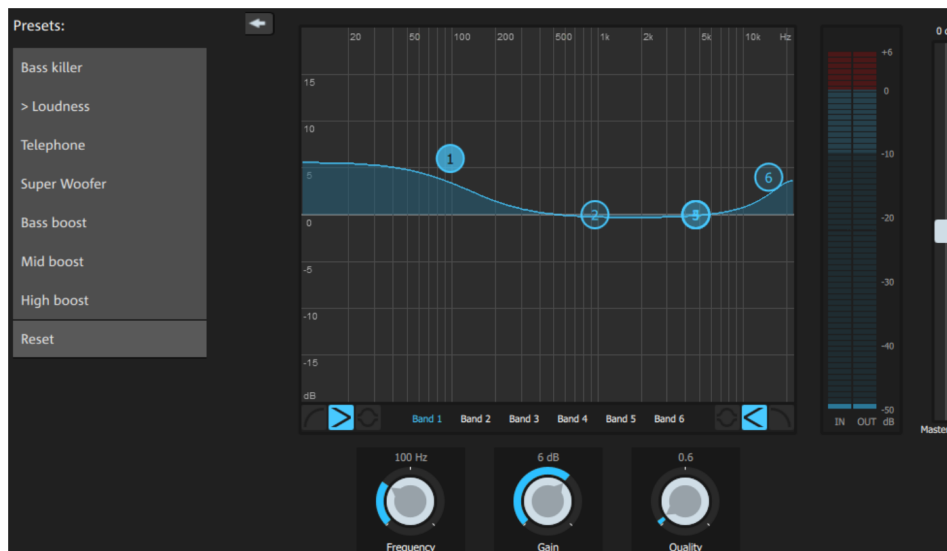 Presets:
Bass killer
> Loudness
Telephone
Super Woofer
Bass boost
Mid boost
High boost
Reset
20 50 100 200 500 1k 2k 5k 10k Hz
15
10
5
0
-5
-10
-15
dB
1
2
6
Band 1 Band 2 Band 3 Band 4 Band 5 Band 6
100 Hz
Frequency
6 dB
Gain
0.6
Quality
+6
0
-10
-20
-30
-40
-50
IN OUT dB
Master